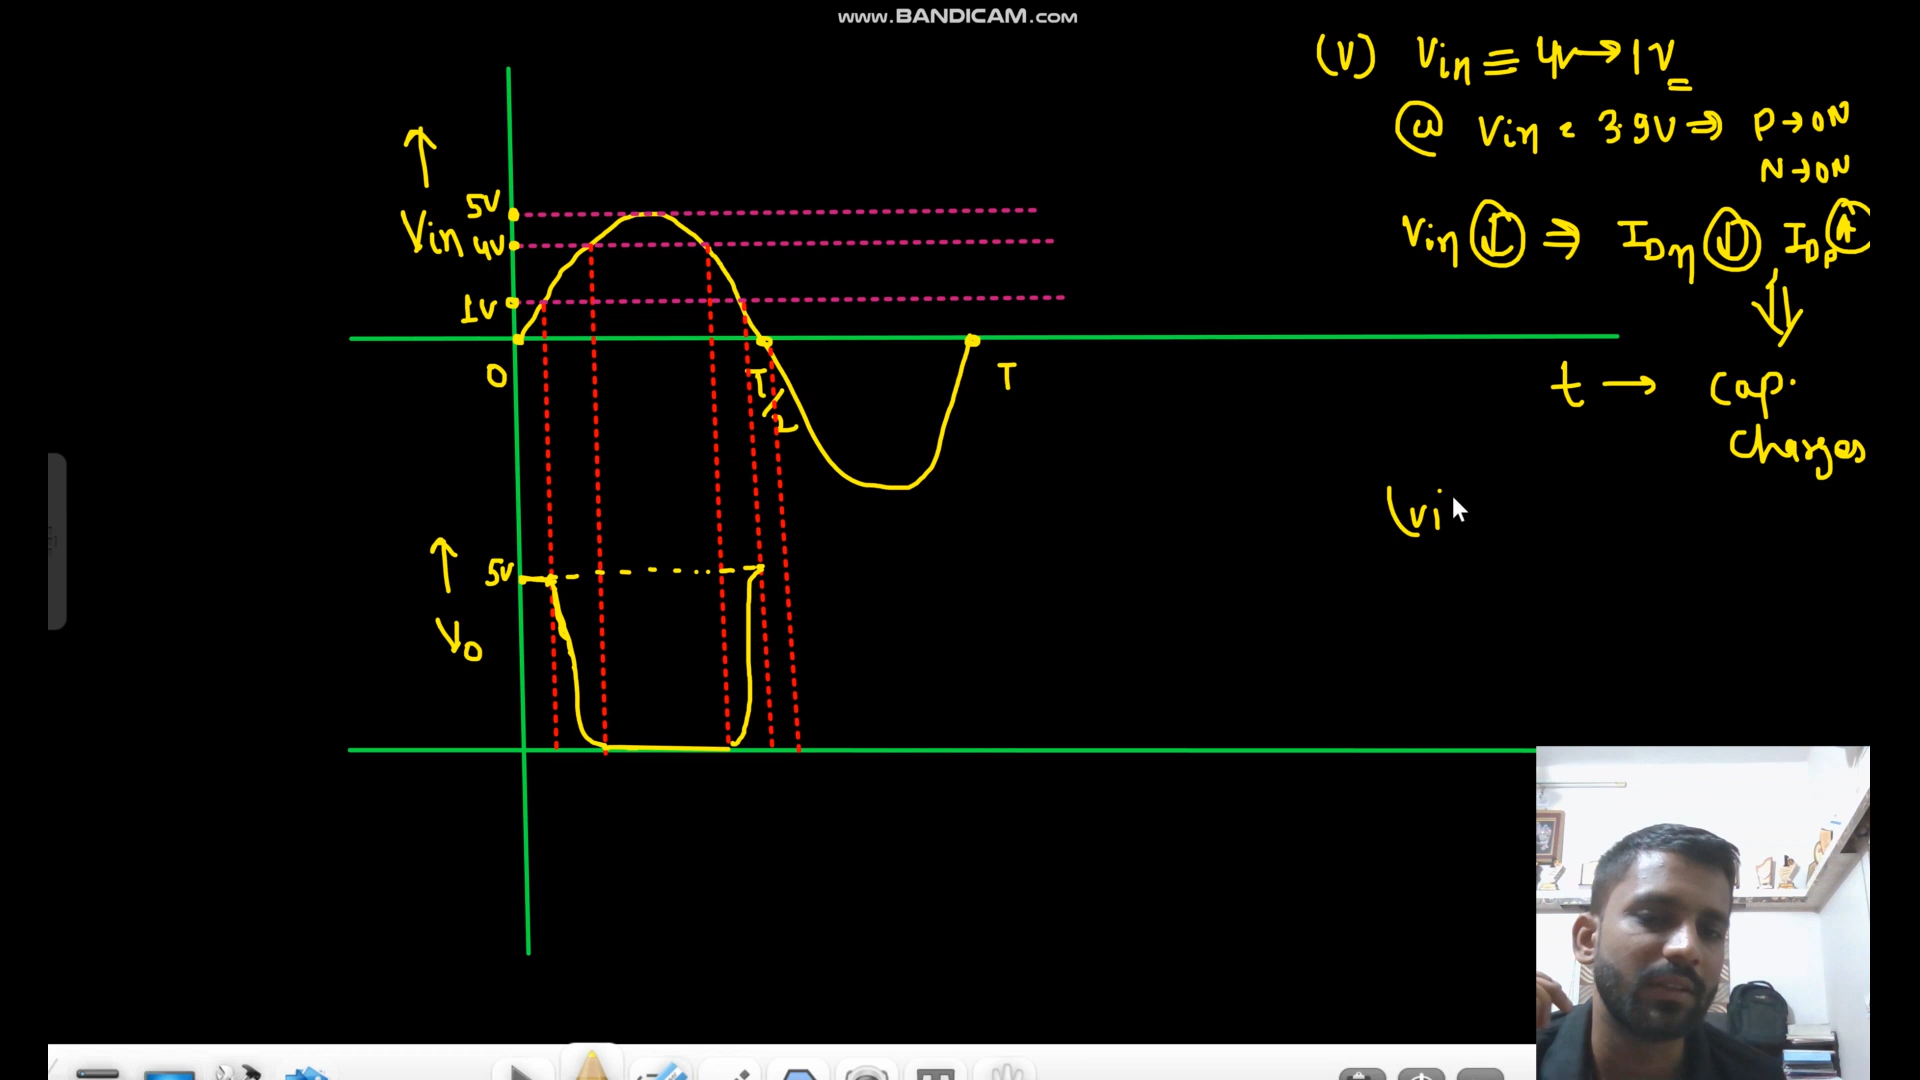 www.BANDICAM.com
(V) Vin ≡ 4V → 1V
@ Vin = 3.9V ⇒ P → ON
N → ON
Vin ↓ ⇒ IDn ↓ IDp ↑
5V
Vin 4V
1V
0 T/2 T t → Cap.
Charges
(vi
5V
Vo